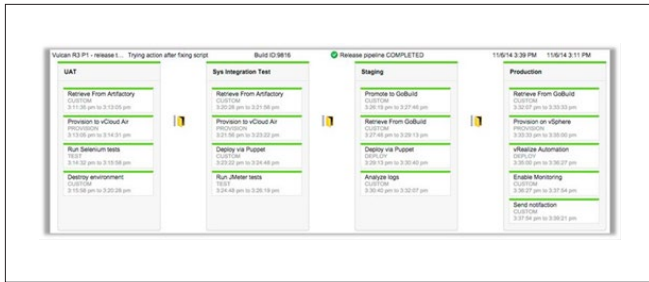 Vulcan R3 P1 - release t... Trying action after fixing script Build ID:9816 Release pipeline COMPLETED 11/6/14 3:39 PM 11/6/14 3:11 PM
UAT
Retrieve From Artifactory
CUSTOM
3:11:35 pm to 3:13:05 pm
Provision to vCloud Air
PROVISION
3:13:05 pm to 3:14:31 pm
Run Selenium tests
TEST
3:14:32 pm to 3:15:58 pm
Destroy environment
CUSTOM
3:15:58 pm to 3:20:28 pm
Sys Integration Test
Retrieve From Artifactory
CUSTOM
3:20:28 pm to 3:21:56 pm
Provision to vCloud Air
PROVISION
3:21:56 pm to 3:23:22 pm
Deploy via Puppet
CUSTOM
3:23:22 pm to 3:24:48 pm
Run JMeter tests
TEST
3:24:48 pm to 3:26:19 pm
Staging
Promote to GoBuild
CUSTOM
3:26:19 pm to 3:27:46 pm
Retrieve From GoBuild
CUSTOM
3:27:48 pm to 3:29:13 pm
Deploy via Puppet
DEPLOY
3:29:13 pm to 3:30:40 pm
Analyze logs
CUSTOM
3:30:40 pm to 3:32:07 pm
Production
Retrieve From GoBuild
CUSTOM
3:32:07 pm to 3:33:33 pm
Provision on vSphere
PROVISION
3:33:33 pm to 3:35:00 pm
vRealize Automation
DEPLOY
3:35:00 pm to 3:36:27 pm
Enable Monitoring
CUSTOM
3:36:27 pm to 3:37:54 pm
Send notifaction
CUSTOM
3:37:54 pm to 3:39:21 pm